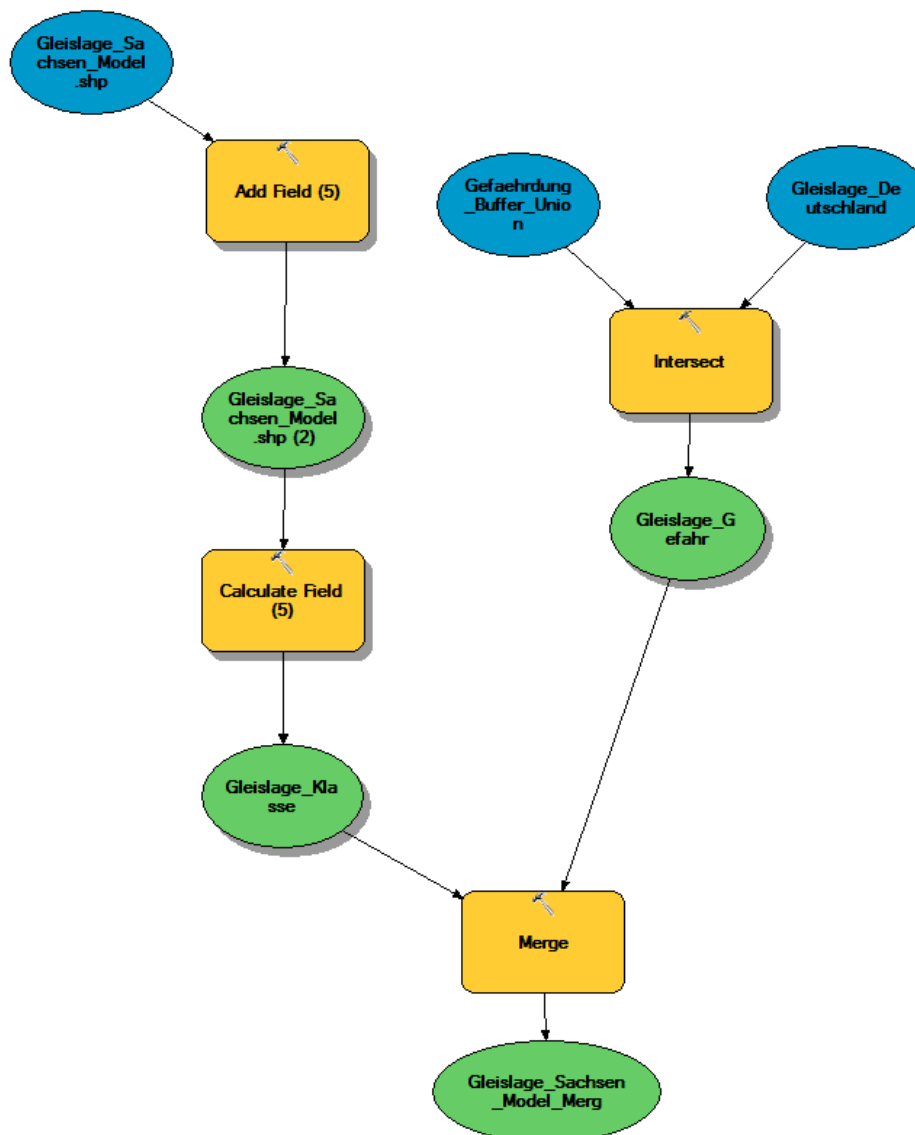 Gleislage_Sa
chsen_Model
.shp
Add Field (5)
Gefaehrdung
_Buffer_Unio
n
Gleislage_De
utschland
Intersect
Gleislage_Sa
chsen_Model
.shp (2)
Gleislage_G
efahr
Calculate Field
(5)
Gleislage_Kla
sse
Merge
Gleislage_Sachsen
_Model_Merg